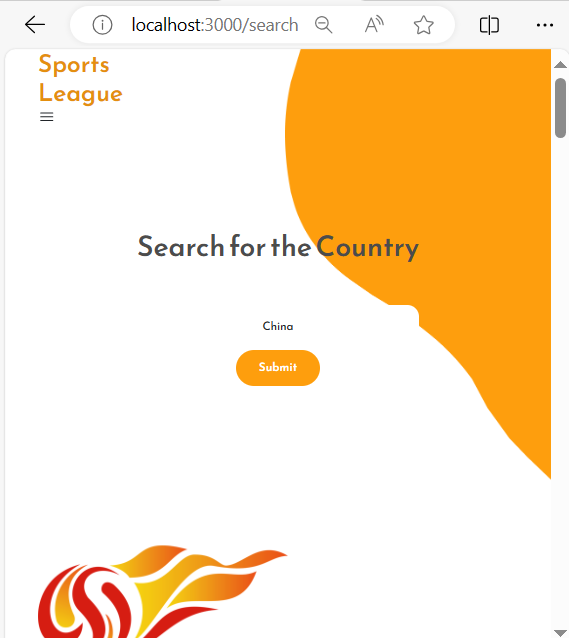 localhost:3000/search
Sports
League
Search for the Country
China
Submit